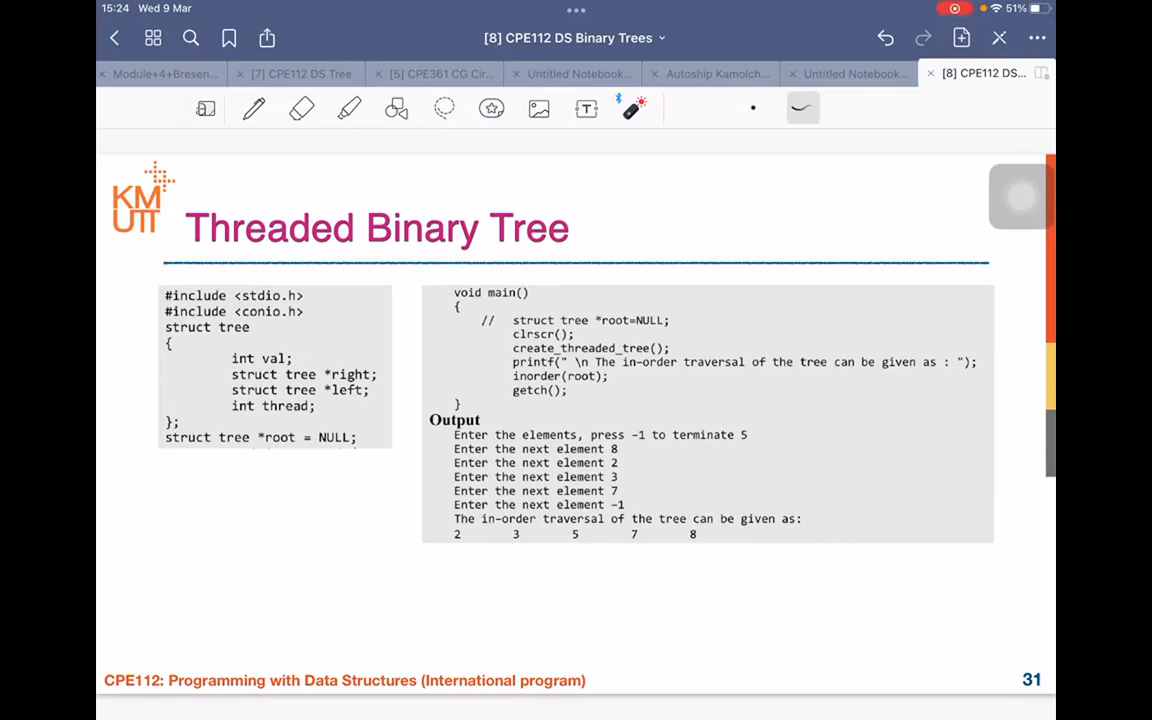 15:24 Wed 9 Mar
51%
[8] CPE112 DS Binary Trees
Module+4+Bresen...
[7] CPE112 DS Tree
[5] CPE361 CG Cir...
Untitled Notebook...
Autoship Kamolch...
Untitled Notebook...
[8] CPE112 DS...
KM
UTT
Threaded Binary Tree
#include <stdio.h>
#include <conio.h>
struct tree
{
int val;
struct tree *right;
struct tree *left;
int thread;
};
struct tree *root = NULL;
void main()
{
// struct tree *root=NULL;
clrscr();
create_threaded_tree();
printf(" \n The in-order traversal of the tree can be given as : ");
inorder(root);
getch();
}
Output
Enter the elements, press -1 to terminate 5
Enter the next element 8
Enter the next element 2
Enter the next element 3
Enter the next element 7
Enter the next element -1
The in-order traversal of the tree can be given as:
2 3 5 7 8
CPE112: Programming with Data Structures (International program)
31